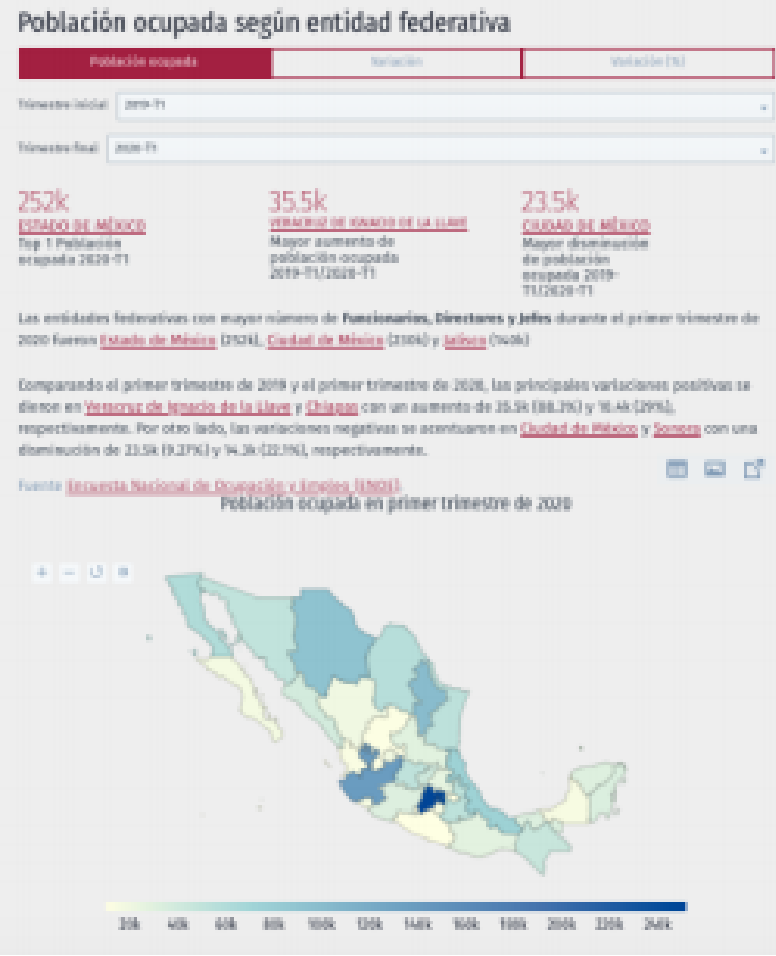 Población ocupada según entidad federativa
Población ocupada
Variación
Variación (%)
Trimestre inicial
2019-T1
Trimestre final
2020-T1
252k
ESTADO DE MÉXICO
Top 1 Población
ocupada 2020-T1
35.5k
VERACRUZ DE IGNACIO DE LA LLAVE
Mayor aumento de
población ocupada
2019-T1/2020-T1
23.5k
CIUDAD DE MÉXICO
Mayor disminución
de población
ocupada 2019-
T1/2020-T1
Las entidades federativas con mayor número de Funcionarios, Directores y Jefes durante el primer trimestre de
2020 fueron Estado de México (252k), Ciudad de México (230k) y Jalisco (148k)
Comparando el primer trimestre de 2019 y el primer trimestre de 2020, las principales variaciones positivas se
dieron en Veracruz de Ignacio de la Llave y Chiapas con un aumento de 35.5k y 10.4k (29%),
respectivamente. Por otro lado, las variaciones negativas se acentuaron en Ciudad de México y Sonora con una
disminución de 23.5k (9.27%) y 14.3k (22.1%), respectivamente.
Fuente Encuesta Nacional de Ocupación y Empleo (ENOE).
Población ocupada en primer trimestre de 2020
20k 40k 60k 80k 100k 120k 140k 160k 180k 200k 220k 240k